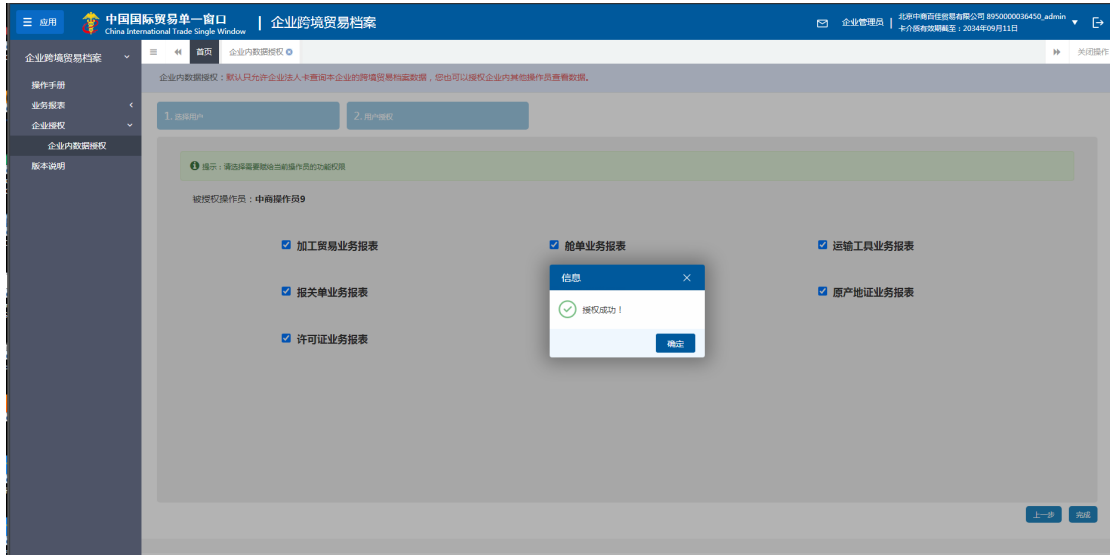 应用
中国国际贸易单一窗口
China International Trade Single Window
企业跨境贸易档案
企业管理员
北京中商百佳贸易有限公司 8950000036450_admin
卡介质有效期截至：2034年09月11日
企业跨境贸易档案
首页
企业内数据授权
关闭操作
企业内数据授权：默认只允许企业法人卡查询本企业的跨境贸易档案数据，您也可以授权企业内其他操作员查看数据。
操作手册
业务报表
企业授权
企业内数据授权
版本说明
1. 选择用户
2. 用户授权
提示：请选择需要赋给当前操作员的功能权限
被授权操作员：中商操作员9
加工贸易业务报表
舱单业务报表
运输工具业务报表
报关单业务报表
原产地证业务报表
许可证业务报表
信息
授权成功！
确定
上一步
完成